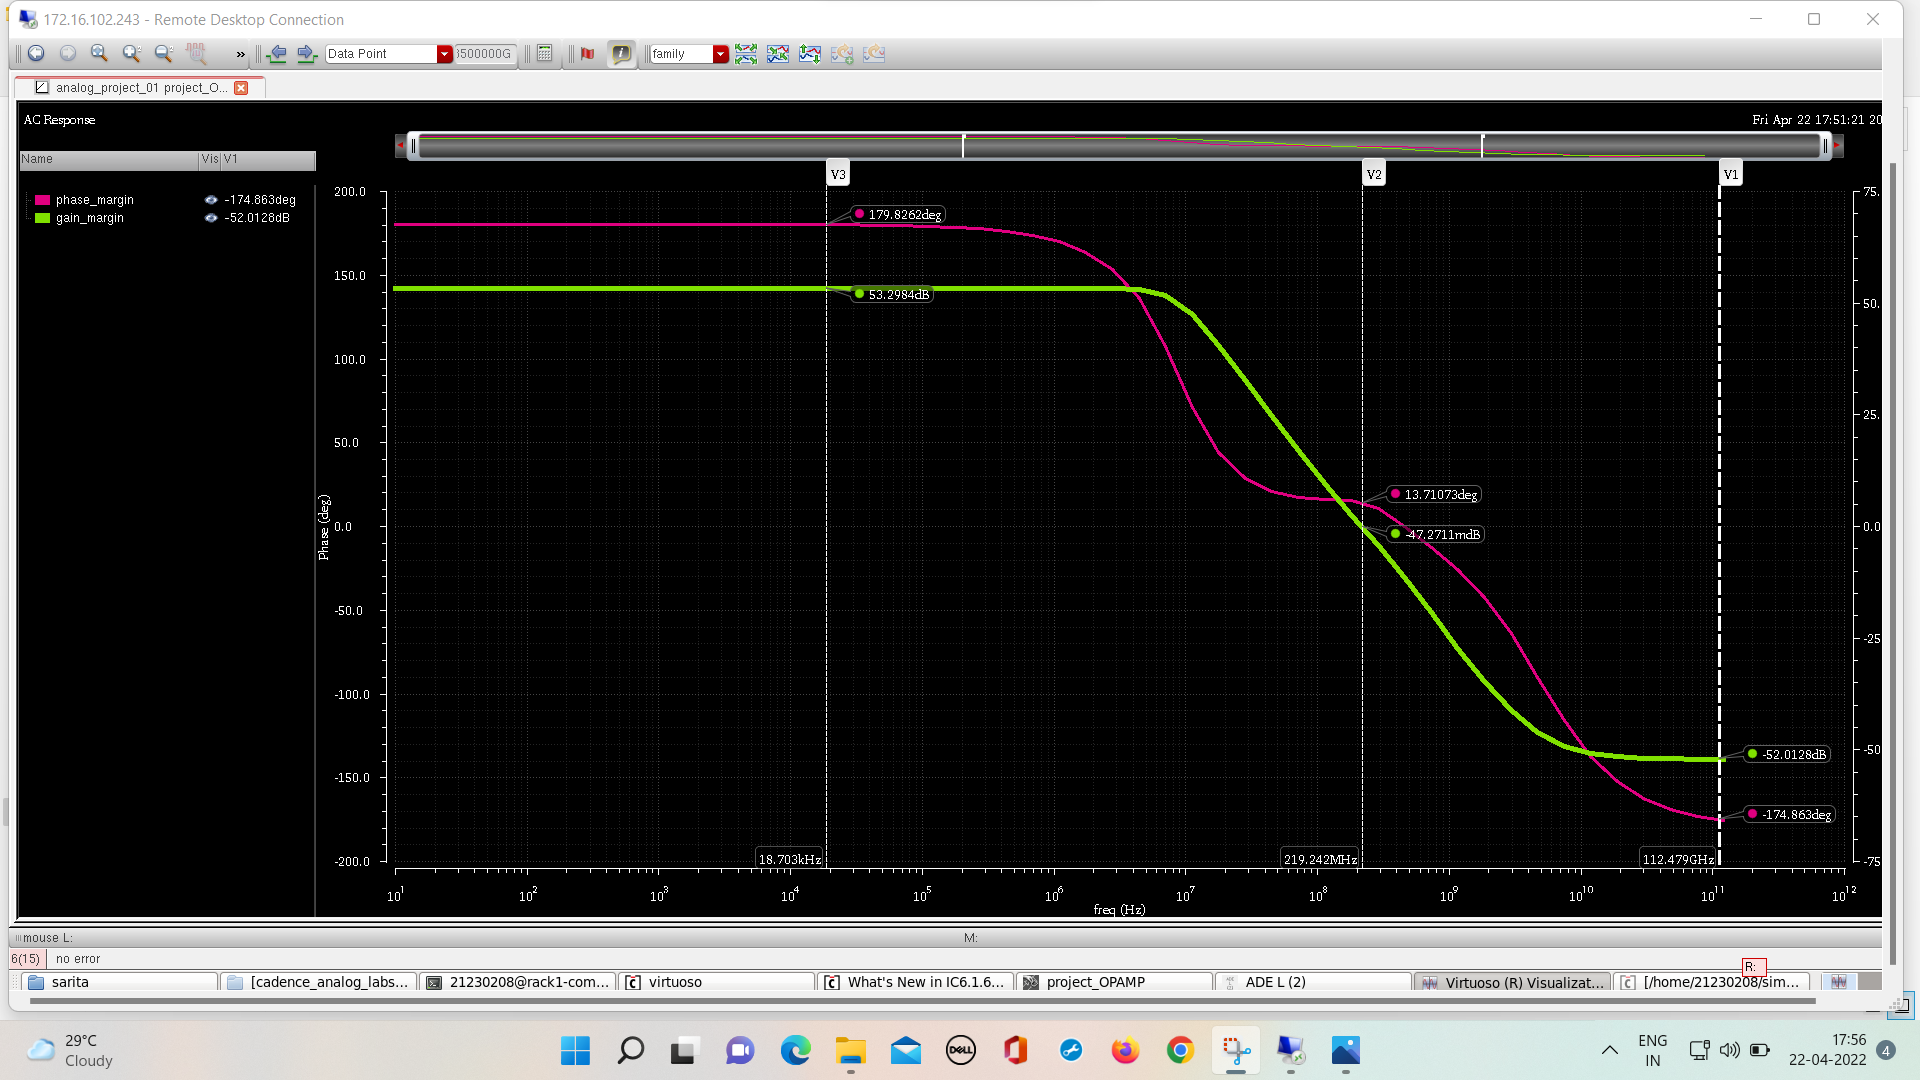 172.16.102.243 - Remote Desktop Connection
»
Data Point
family
analog_project_01 project_O...
AC Response
Fri Apr 22 17:51:21 20
Name Vis V1
phase_margin -174.863deg
gain_margin -52.0128dB
V3
V2
V1
200.0
150.0
100.0
50.0
0.0
-50.0
-100.0
-150.0
-200.0
Phase (deg)
75.
50.
25.
0.0
-25
-50
-75
179.8262deg
53.2984dB
13.71073deg
-47.2711mdB
-52.0128dB
-174.863deg
18.703kHz
219.242MHz
112.479GHz
10¹ 10² 10³ 10⁴ 10⁵ 10⁶ 10⁷ 10⁸ 10⁹ 10¹⁰ 10¹¹ 10¹²
freq (Hz)
mouse L: M: R:
6(15) no error
sarita
[cadence_analog_labs...
21230208@rack1-com...
virtuoso
What's New in IC6.1.6...
project_OPAMP
ADE L (2)
Virtuoso (R) Visualizat...
[/home/21230208/sim...
29°C
Cloudy
DELL
ENG
IN
17:56
22-04-2022
4